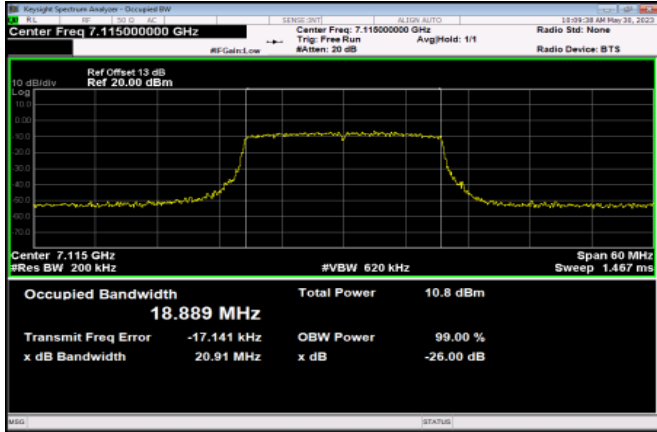 Keysight Spectrum Analyzer - Occupied BW
RL RF 50 Ω AC SENSE:INT ALIGN AUTO 10:09:38 AM May 30, 2023
Center Freq 7.115000000 GHz Center Freq: 7.115000000 GHz Radio Std: None
Trig: Free Run Avg|Hold: 1/1
#IFGain:Low #Atten: 20 dB Radio Device: BTS
Ref Offset 13 dB
10 dB/div Ref 20.00 dBm
Log
10.0
0.00
-10.0
-20.0
-30.0
-40.0
-50.0
-60.0
-70.0
Center 7.115 GHz Span 60 MHz
#Res BW 200 kHz #VBW 620 kHz Sweep 1.467 ms
Occupied Bandwidth Total Power 10.8 dBm
18.889 MHz
Transmit Freq Error -17.141 kHz OBW Power 99.00 %
x dB Bandwidth 20.91 MHz x dB -26.00 dB
MSG STATUS